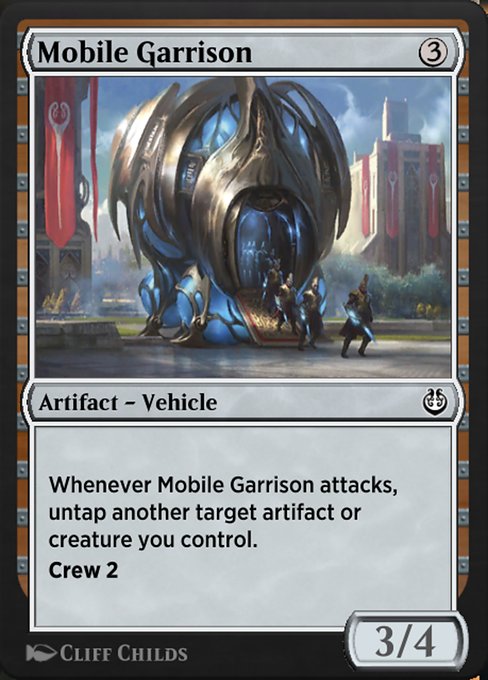 Mobile Garrison 3
Artifact – Vehicle
Whenever Mobile Garrison attacks,
untap another target artifact or
creature you control.
Crew 2
3/4
CLIFF CHILDS